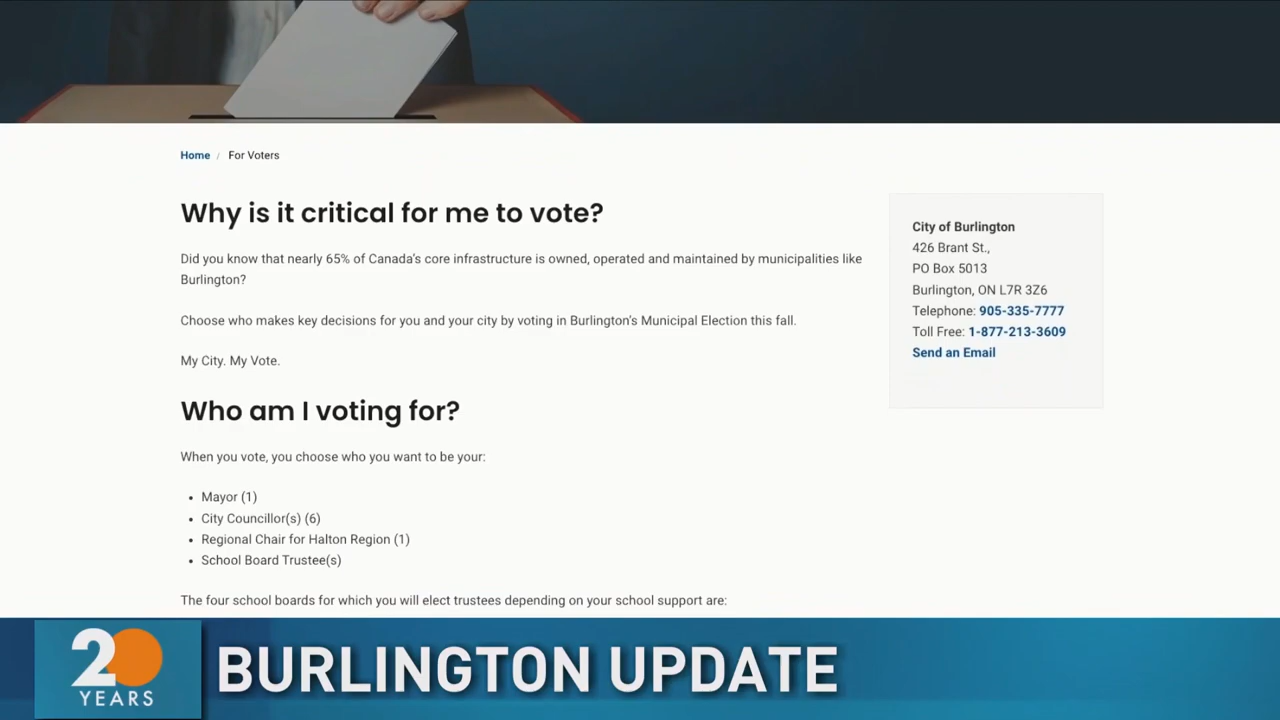 Home / For Voters
Why is it critical for me to vote?
Did you know that nearly 65% of Canada's core infrastructure is owned, operated and maintained by municipalities like
Burlington?
Choose who makes key decisions for you and your city by voting in Burlington's Municipal Election this fall.
My City. My Vote.
Who am I voting for?
When you vote, you choose who you want to be your:
• Mayor (1)
• City Councillor(s) (6)
• Regional Chair for Halton Region (1)
• School Board Trustee(s)
The four school boards for which you will elect trustees depending on your school support are:
City of Burlington
426 Brant St.,
PO Box 5013
Burlington, ON L7R 3Z6
Telephone: 905-335-7777
Toll Free: 1-877-213-3609
Send an Email
20
YEARS
BURLINGTON UPDATE